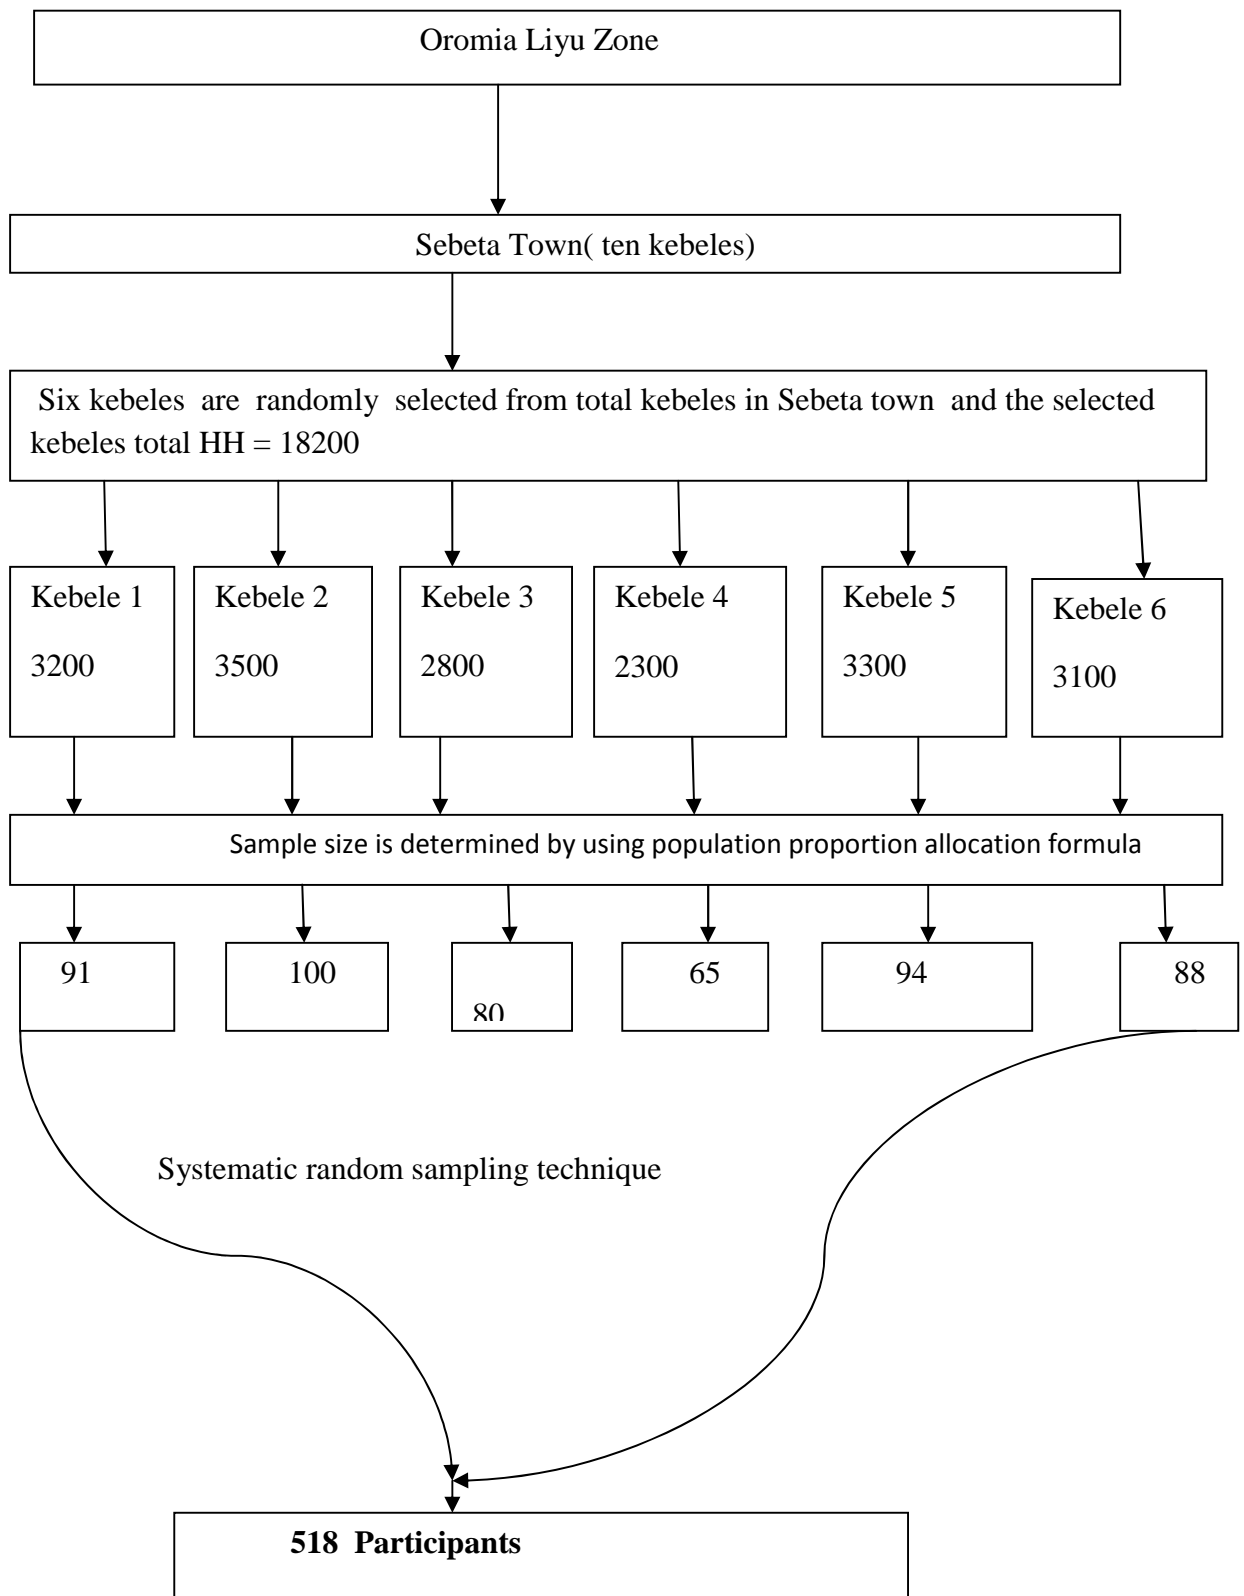 Oromia Liyu Zone
Sebeta Town( ten kebeles)
Six kebeles are randomly selected from total kebeles in Sebeta town and the selected
kebeles total HH = 18200
Kebele 1
3200
Kebele 2
3500
Kebele 3
2800
Kebele 4
2300
Kebele 5
3300
Kebele 6
3100
Sample size is determined by using population proportion allocation formula
91
100
80
65
94
88
Systematic random sampling technique
518 Participants